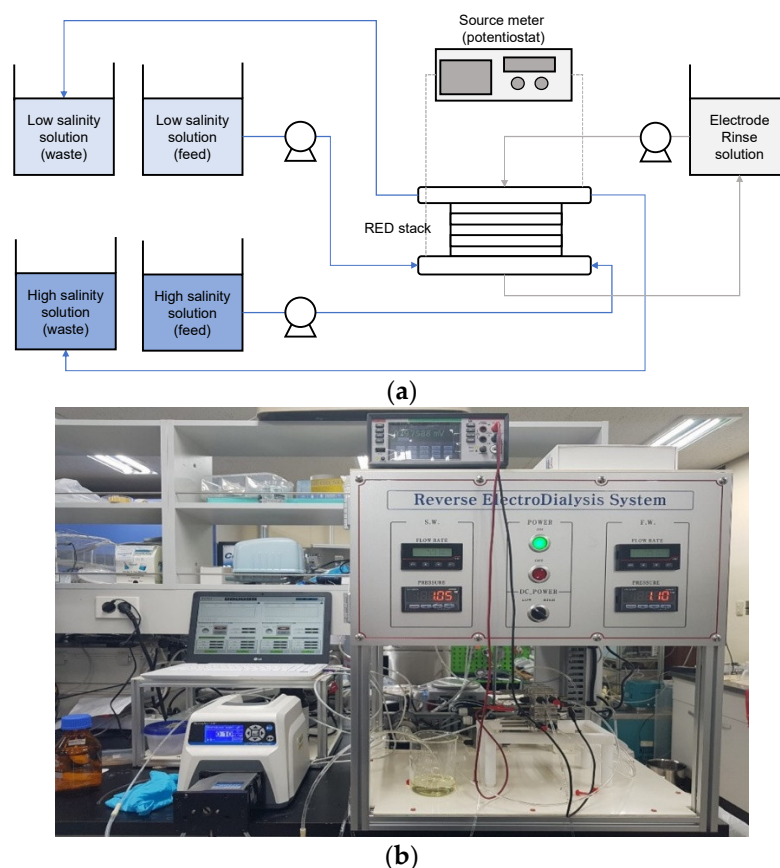 Source meter
(potentiostat)
Low salinity
solution
(waste)
Low salinity
solution
(feed)
Electrode
Rinse
solution
RED stack
High salinity
solution
(waste)
High salinity
solution
(feed)
(a)
Reverse ElectroDialysis System
S.W.
POWER
F.W.
FLOW RATE
FLOW RATE
PRESSURE
PRESSURE
1.05
DC_POWER
1.10
LG
(b)